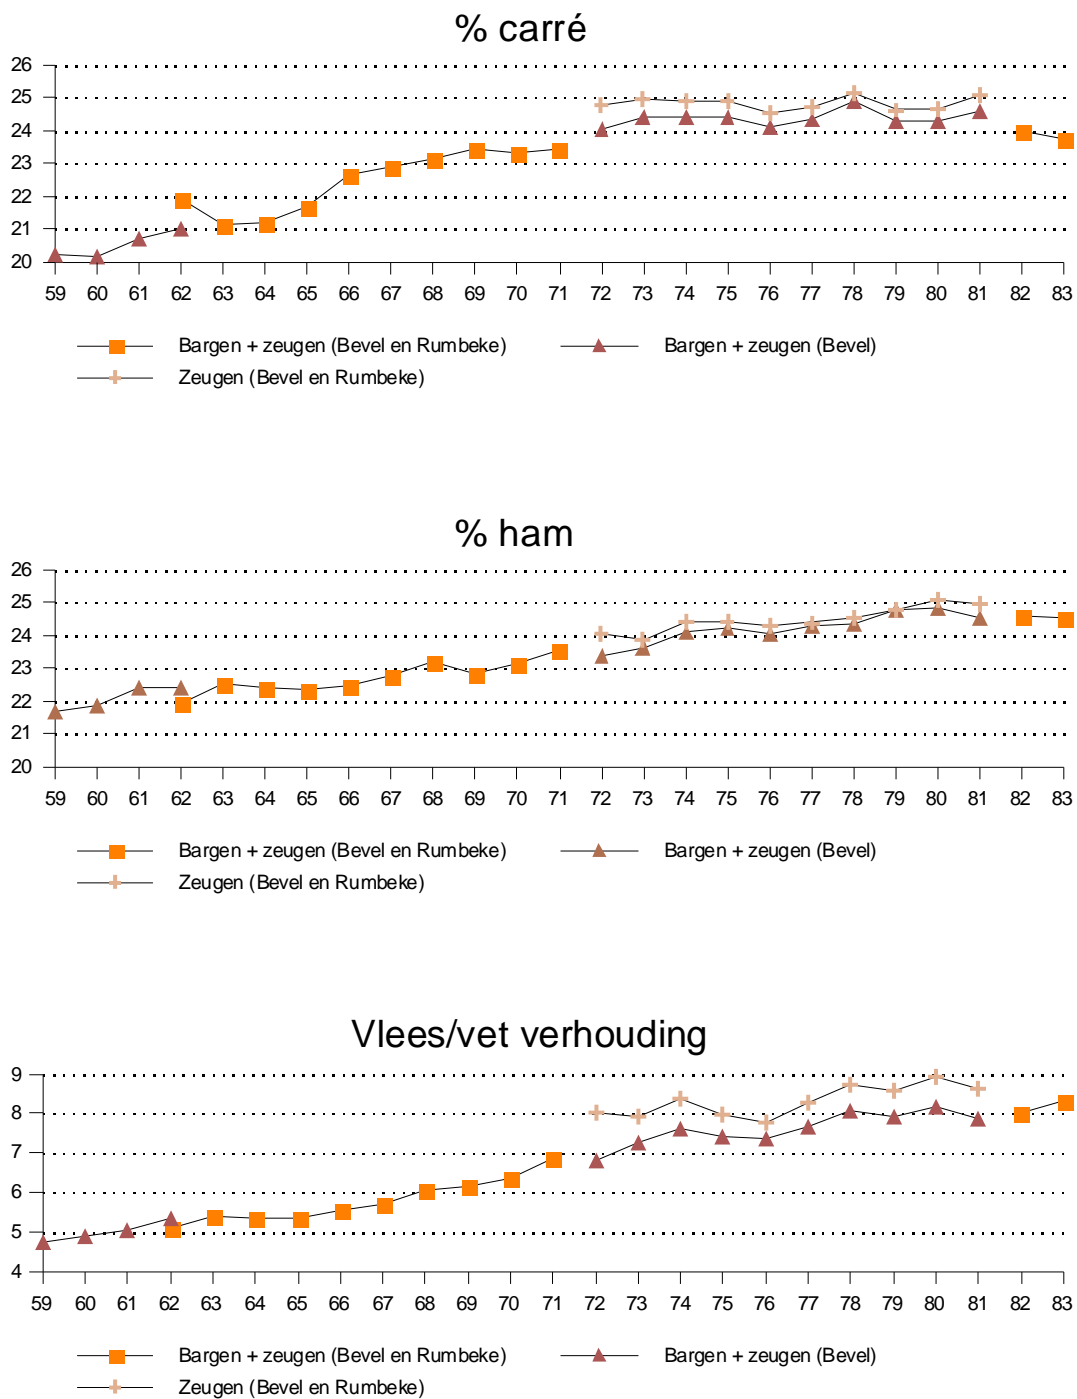 % carré
26
25
24
23
22
21
20
59 60 61 62 63 64 65 66 67 68 69 70 71 72 73 74 75 76 77 78 79 80 81 82 83
Bargen + zeugen (Bevel en Rumbeke) Bargen + zeugen (Bevel)
Zeugen (Bevel en Rumbeke)
% ham
26
25
24
23
22
21
20
59 60 61 62 63 64 65 66 67 68 69 70 71 72 73 74 75 76 77 78 79 80 81 82 83
Bargen + zeugen (Bevel en Rumbeke) Bargen + zeugen (Bevel)
Zeugen (Bevel en Rumbeke)
Vlees/vet verhouding
9
8
7
6
5
4
59 60 61 62 63 64 65 66 67 68 69 70 71 72 73 74 75 76 77 78 79 80 81 82 83
Bargen + zeugen (Bevel en Rumbeke) Bargen + zeugen (Bevel)
Zeugen (Bevel en Rumbeke)